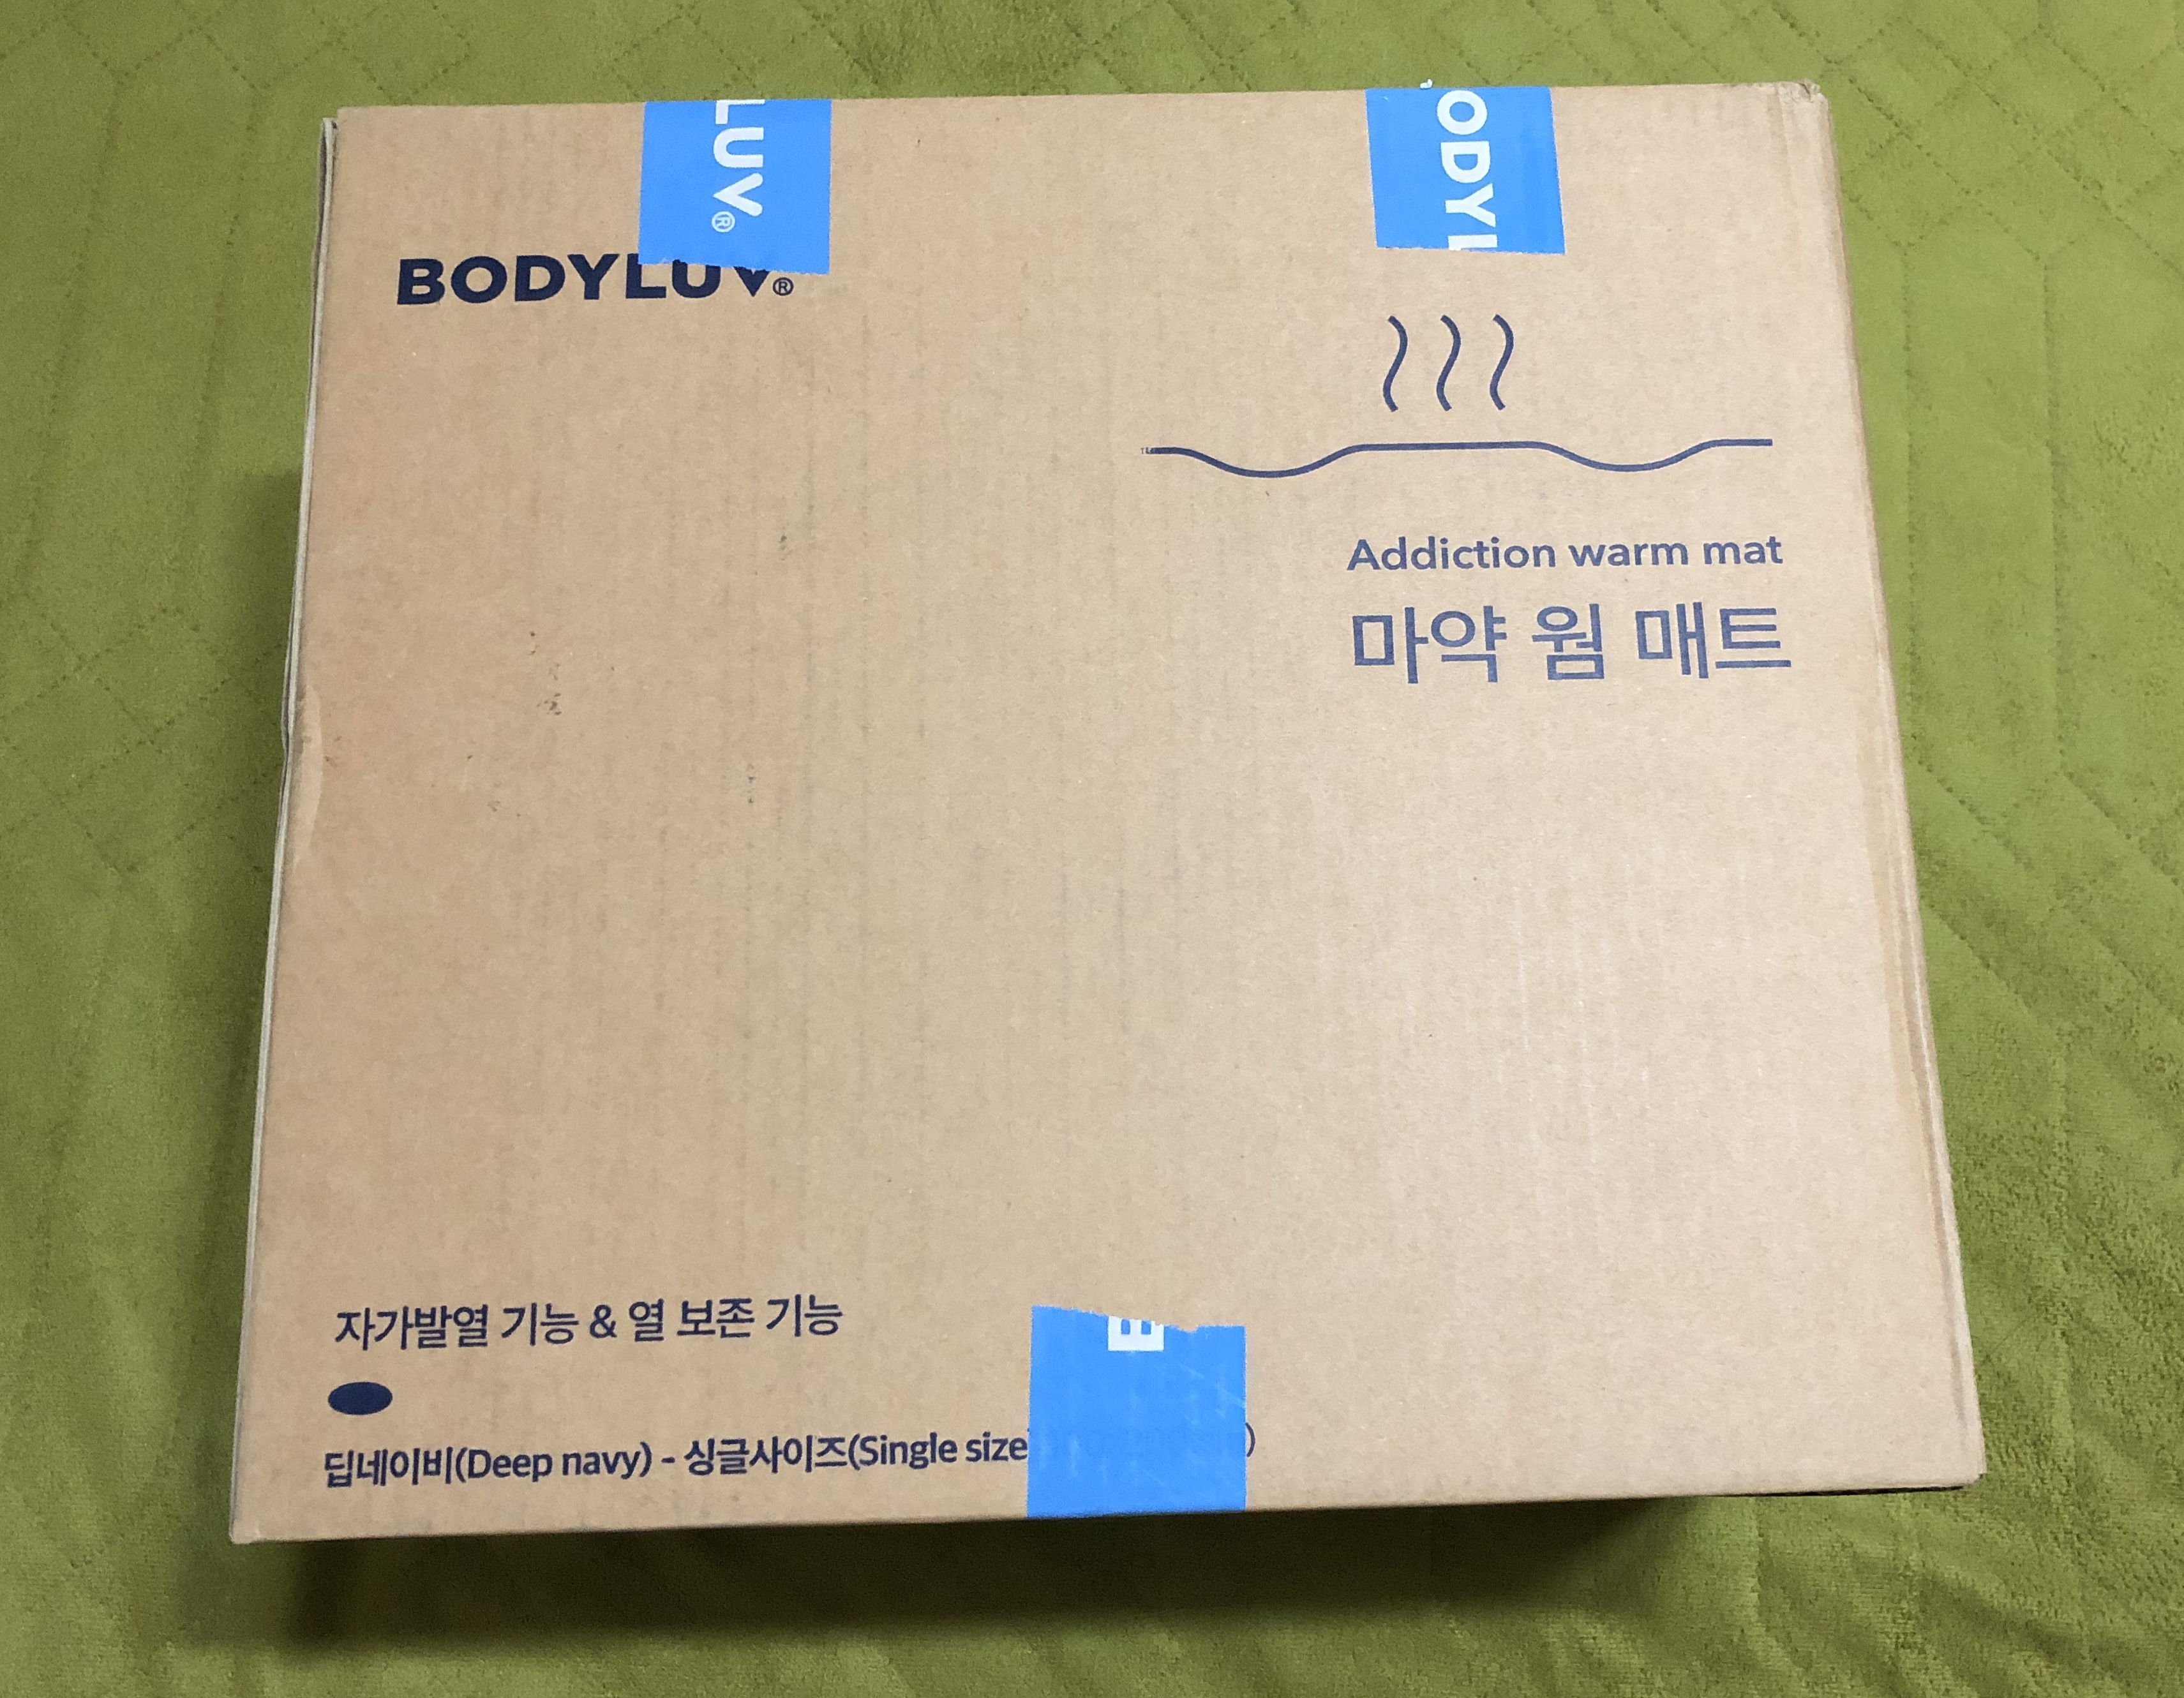 LUV®
ODYL
BODYLUV®
Addiction warm mat
마약 웜 매트
자가발열 기능 & 열 보존 기능
B
딥네이비(Deep navy) - 싱글사이즈(Single size